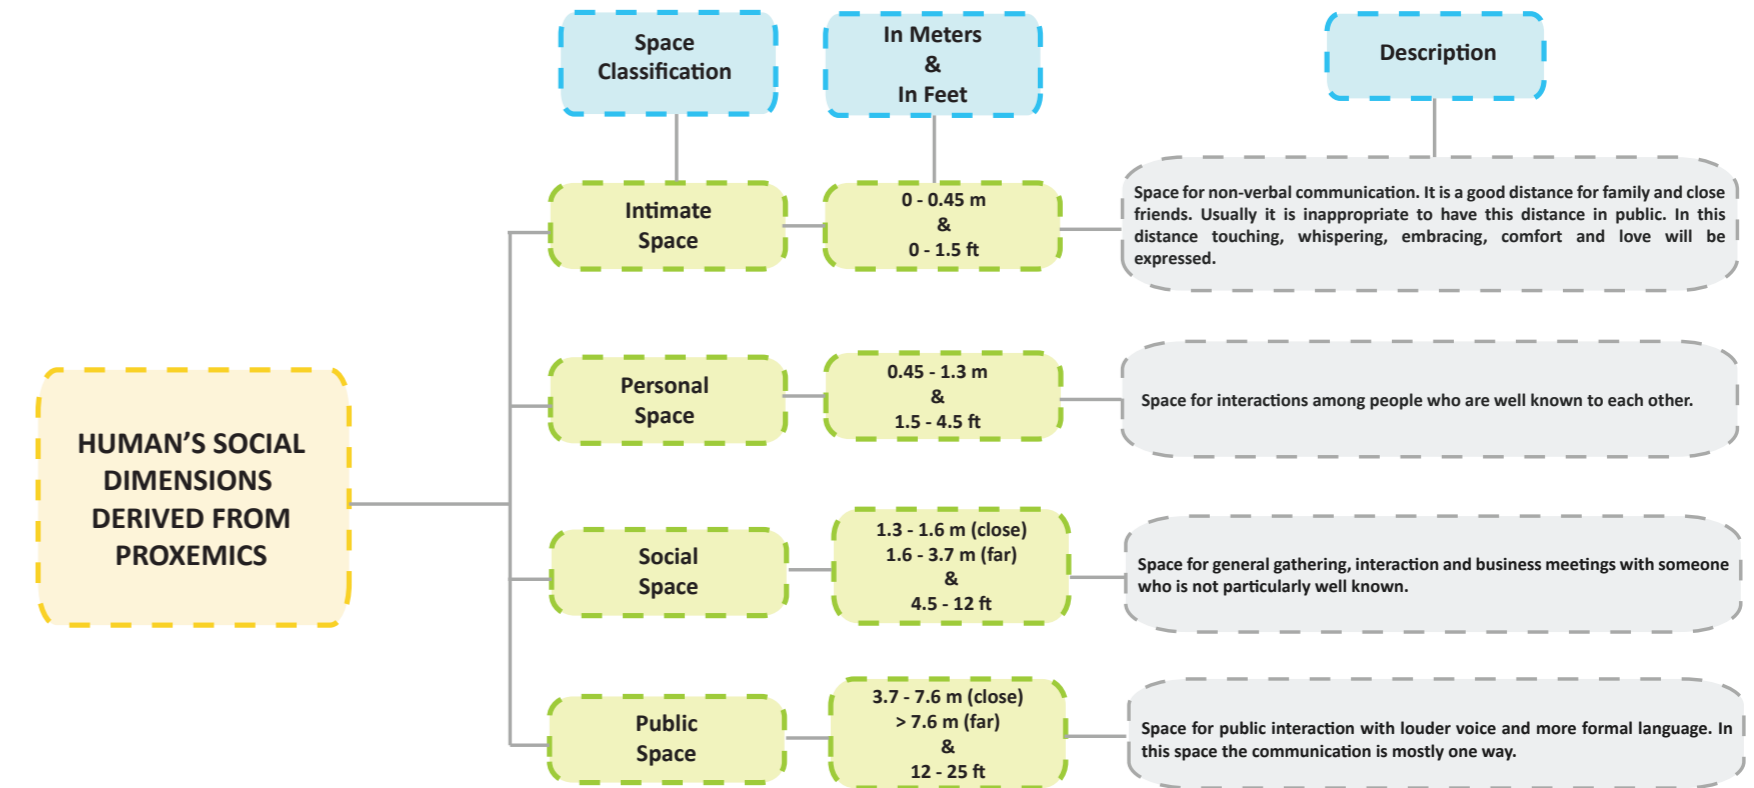 Space
Classification
In Meters
&
In Feet
Description
HUMAN’S SOCIAL
DIMENSIONS
DERIVED FROM
PROXEMICS
Intimate
Space
0 - 0.45 m
&
0 - 1.5 ft
Space for non-verbal communication. It is a good distance for family and close
friends. Usually it is inappropriate to have this distance in public. In this
distance touching, whispering, embracing, comfort and love will be
expressed.
Personal
Space
0.45 - 1.3 m
&
1.5 - 4.5 ft
Space for interactions among people who are well known to each other.
Social
Space
1.3 - 1.6 m (close)
1.6 - 3.7 m (far)
&
4.5 - 12 ft
Space for general gathering, interaction and business meetings with someone
who is not particularly well known.
Public
Space
3.7 - 7.6 m (close)
> 7.6 m (far)
&
12 - 25 ft
Space for public interaction with louder voice and more formal language. In
this space the communication is mostly one way.